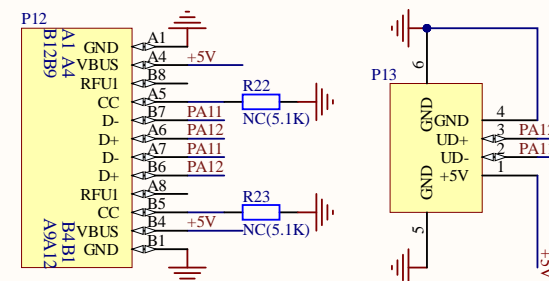 P12
A1 A4
B12B9
GND A1
VBUS A4 +5V
RFU1 B8
CC A5 R22
NC(5.1K)
D- B7 PA11
D+ A6 PA12
D- A7 PA11
D+ B6 PA12
RFU1 A8
CC B5 R23
NC(5.1K)
VBUS B4 +5V
GND B1
B4B1
A9A12
P13
6
GND
GND 4
UD+ 3
UD- 2
+5V 1
GND
5
+5V